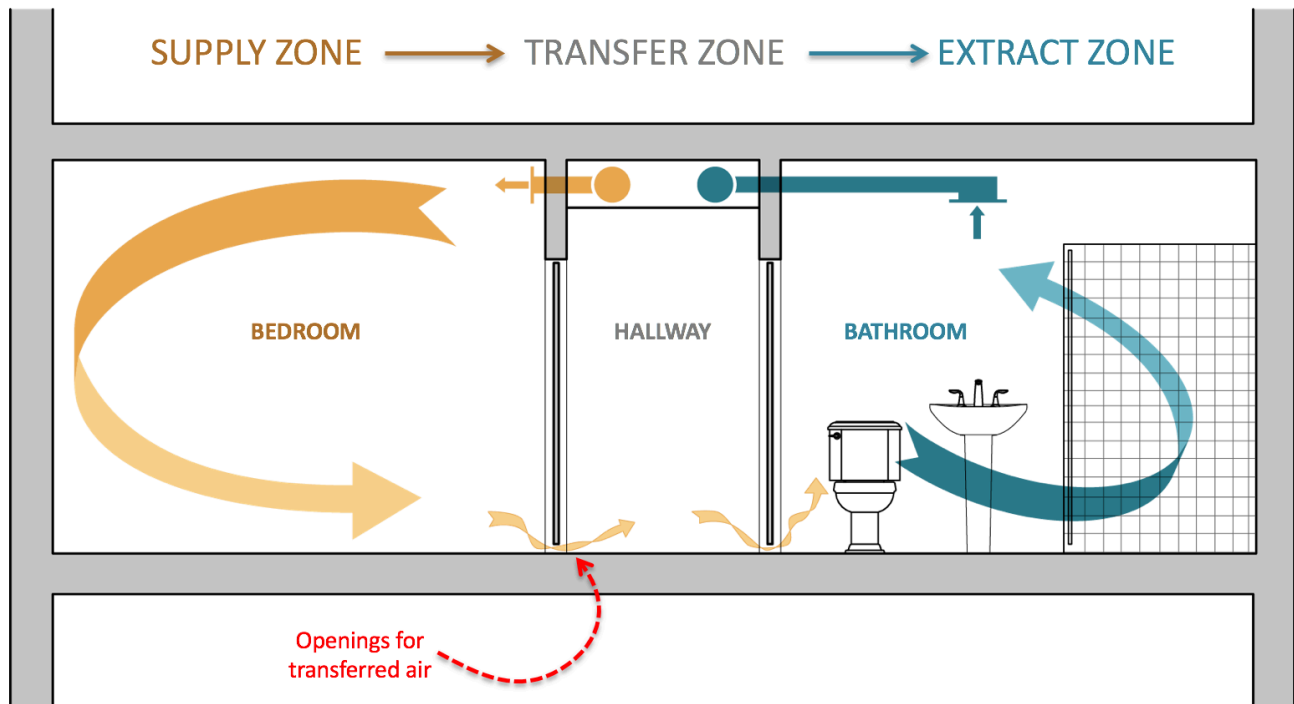 SUPPLY ZONE
TRANSFER ZONE
EXTRACT ZONE
BEDROOM
HALLWAY
BATHROOM
Openings for
transferred air